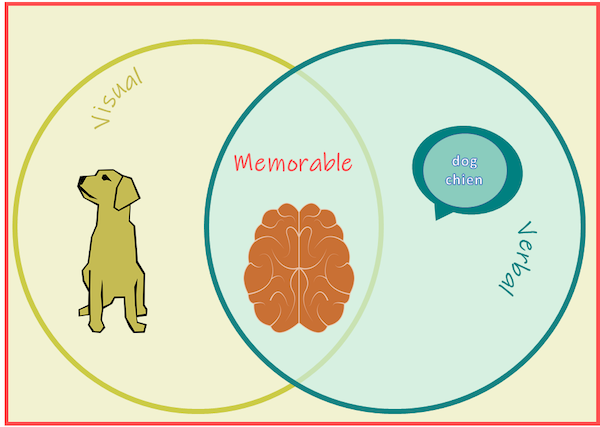 Visual
Memorable
dog
chien
Verbal